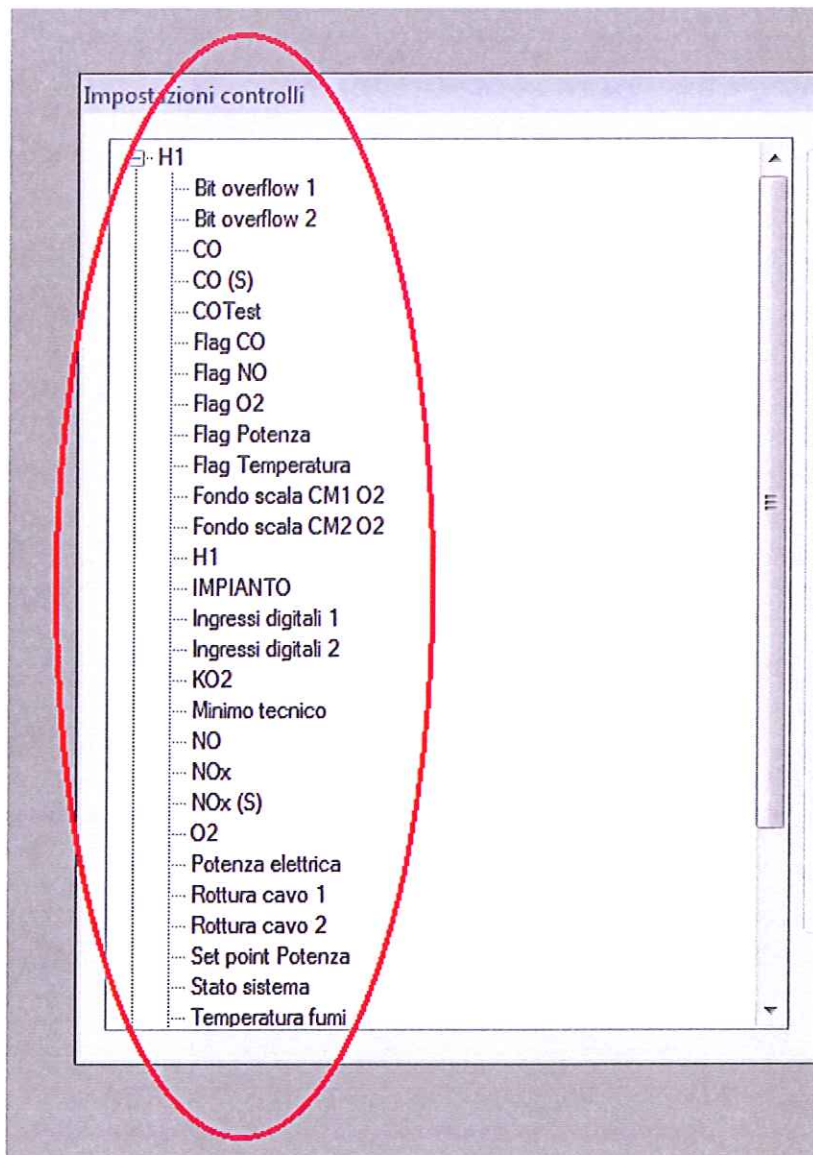 Impostazioni controlli
H1
Bit overflow 1
Bit overflow 2
CO
CO (S)
COTest
Flag CO
Flag NO
Flag O2
Flag Potenza
Flag Temperatura
Fondo scala CM1 O2
Fondo scala CM2 O2
H1
IMPIANTO
Ingressi digitali 1
Ingressi digitali 2
KO2
Minimo tecnico
NO
NOx
NOx (S)
O2
Potenza elettrica
Rottura cavo 1
Rottura cavo 2
Set point Potenza
Stato sistema
Temperatura fumi